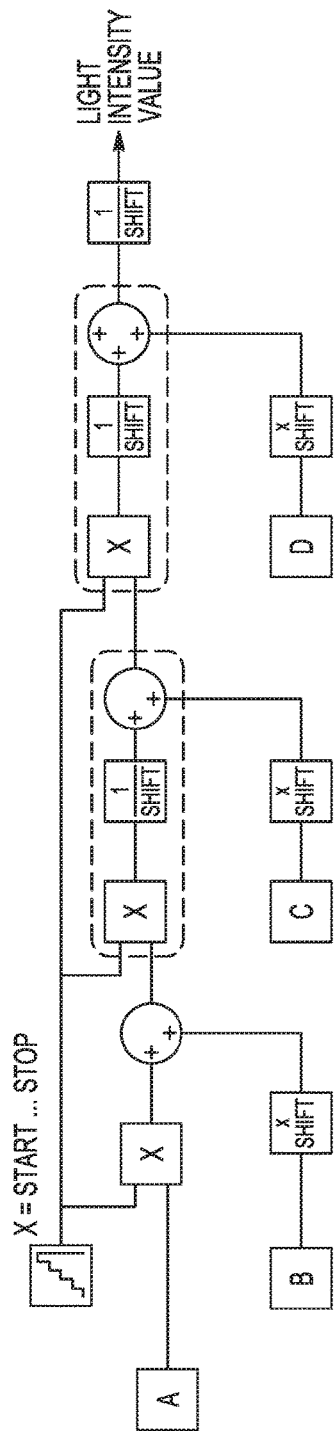 X = START ... STOP
A
X
+
+
B
X
SHIFT
X
1
SHIFT
+
+
C
X
SHIFT
X
1
SHIFT
+
+
+
D
X
SHIFT
1
SHIFT
LIGHT
INTENSITY
VALUE